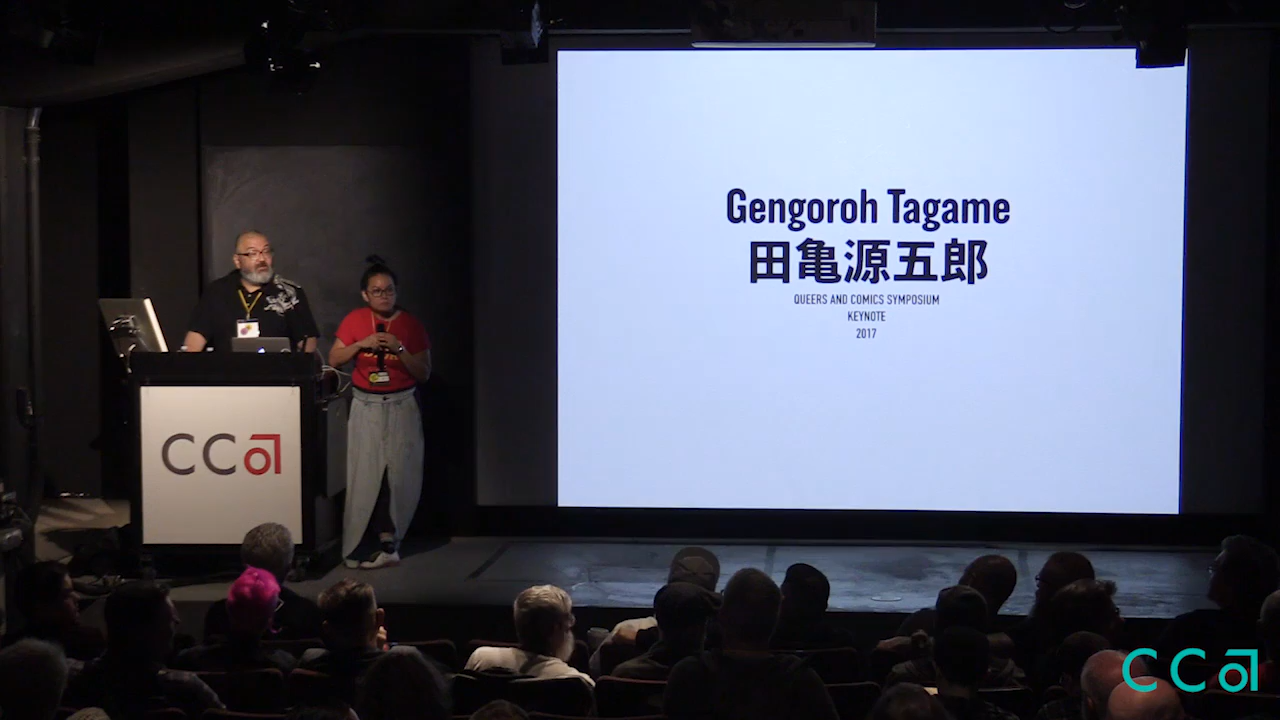 Gengoroh Tagame
田亀源五郎
QUEERS AND COMICS SYMPOSIUM
KEYNOTE
2017
CCA
CCA